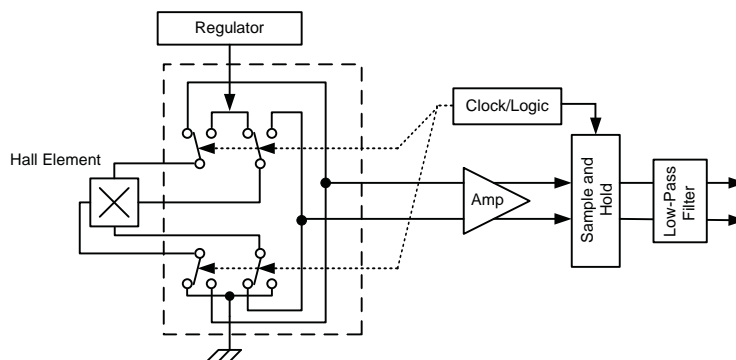 Regulator
Clock/Logic
Hall Element
Amp
Sample and
Hold
Low-Pass
Filter